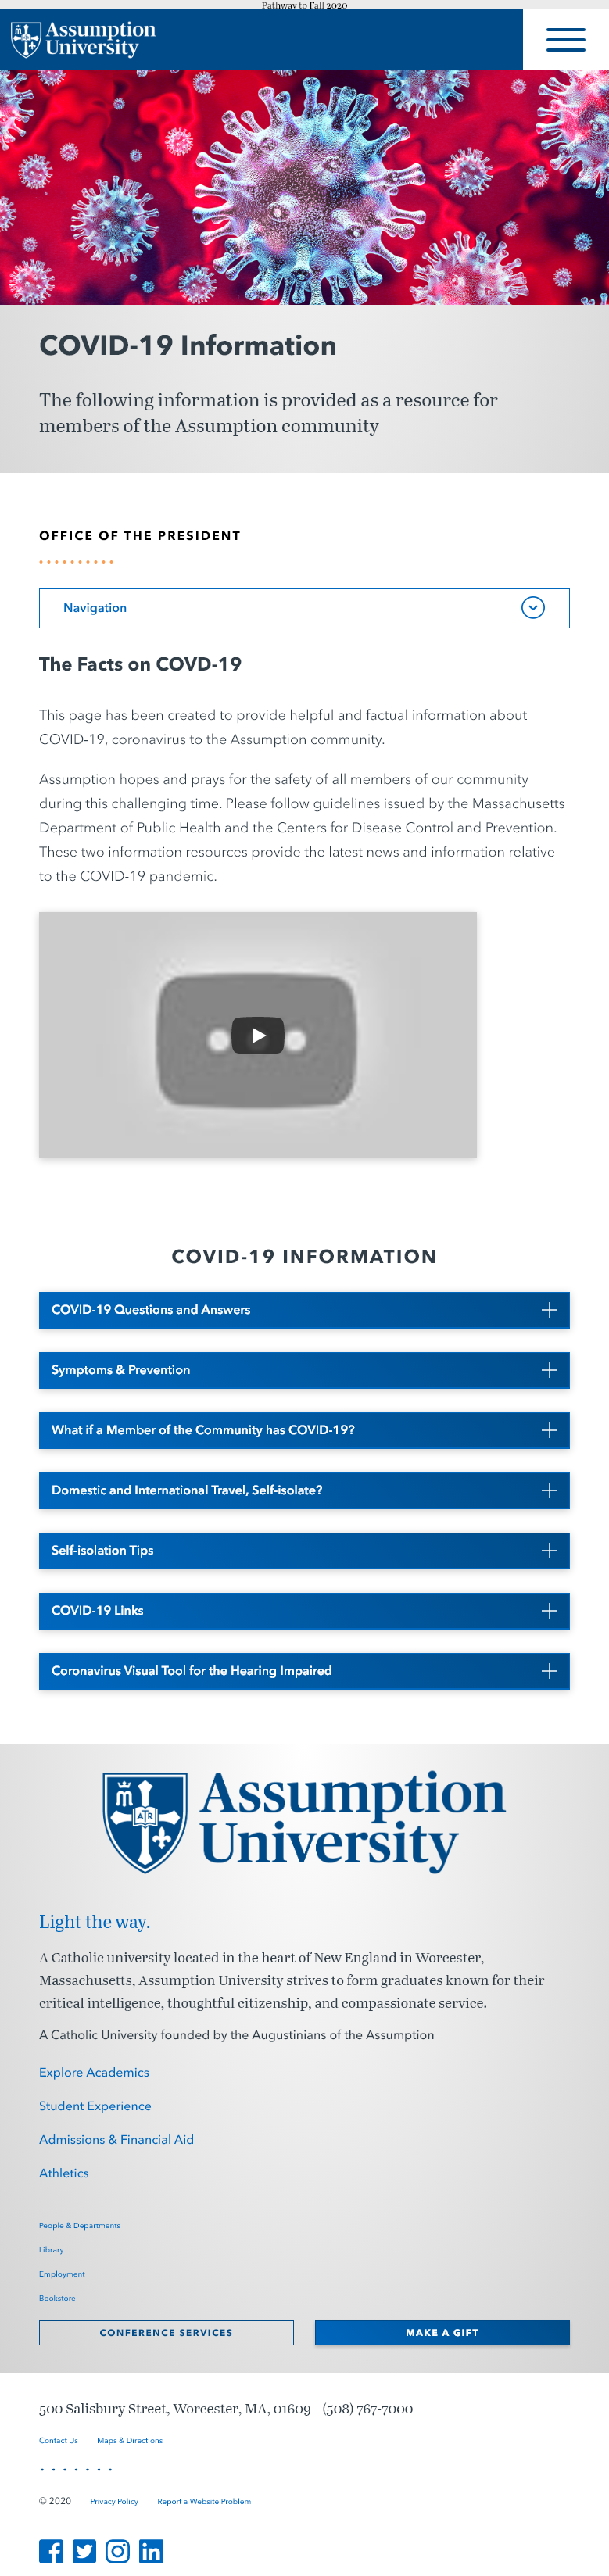 Pathway to Fall 2020
Assumption
University
COVID-19 Information
The following information is provided as a resource for
members of the Assumption community
OFFICE OF THE PRESIDENT
Navigation
The Facts on COVD-19
This page has been created to provide helpful and factual information about
COVID-19, coronavirus to the Assumption community.
Assumption hopes and prays for the safety of all members of our community
during this challenging time. Please follow guidelines issued by the Massachusetts
Department of Public Health and the Centers for Disease Control and Prevention.
These two information resources provide the latest news and information relative
to the COVID-19 pandemic.
COVID-19 INFORMATION
COVID-19 Questions and Answers
Symptoms & Prevention
What if a Member of the Community has COVID-19?
Domestic and International Travel, Self-isolate?
Self-isolation Tips
COVID-19 Links
Coronavirus Visual Tool for the Hearing Impaired
Assumption
University
Light the way.
A Catholic university located in the heart of New England in Worcester,
Massachusetts, Assumption University strives to form graduates known for their
critical intelligence, thoughtful citizenship, and compassionate service.
A Catholic University founded by the Augustinians of the Assumption
Explore Academics
Student Experience
Admissions & Financial Aid
Athletics
People & Departments
Library
Employment
Bookstore
CONFERENCE SERVICES MAKE A GIFT
500 Salisbury Street, Worcester, MA, 01609 (508) 767-7000
Contact Us Maps & Directions
© 2020 Privacy Policy Report a Website Problem